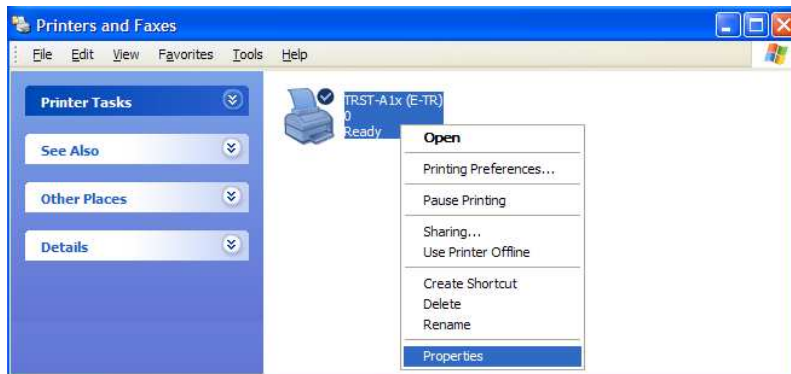 Printers and Faxes
File Edit View Favorites Tools Help
Printer Tasks
See Also
Other Places
Details
TRST-A1x (E-TR)
0
Ready
Open
Printing Preferences...
Pause Printing
Sharing...
Use Printer Offline
Create Shortcut
Delete
Rename
Properties